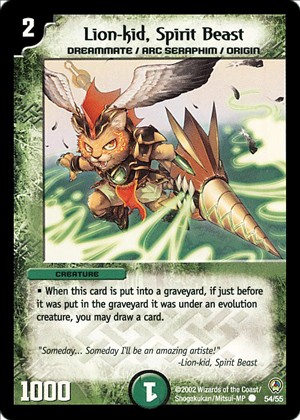 2
Lion-kid, Spirit Beast
DREAMMATE / ARC SERAPHIM / ORIGIN
CREATURE
▪ When this card is put into a graveyard, if just before
it was put in the graveyard it was under an evolution
creature, you may draw a card.
"Someday... Someday I'll be an amazing artiste!"
-Lion-kid, Spirit Beast
1000
1
©2002 Wizards of the Coast/
Shogakukan/Mitsui-MP ● 54/55